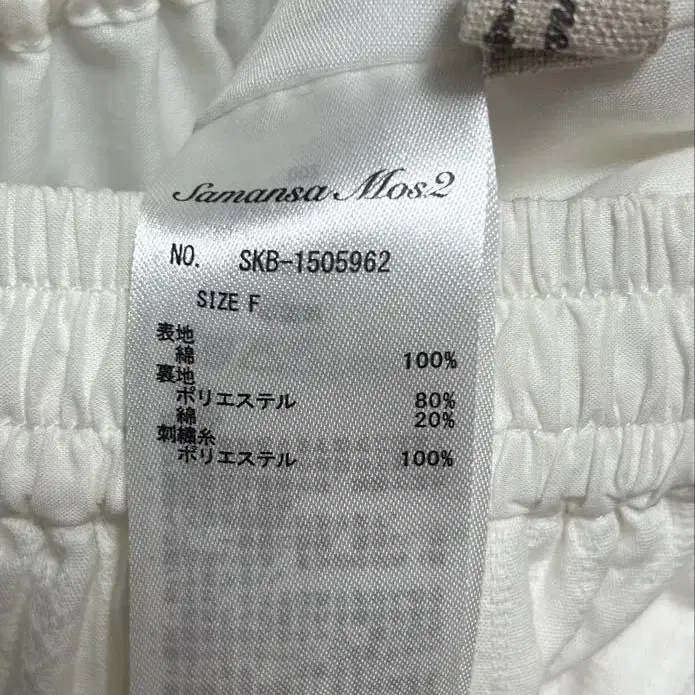 Samansa Mos2
NO. SKB-1505962
SIZE F
表地
綿 100%
裏地
ポリエステル 80%
綿 20%
刺繍糸
ポリエステル 100%